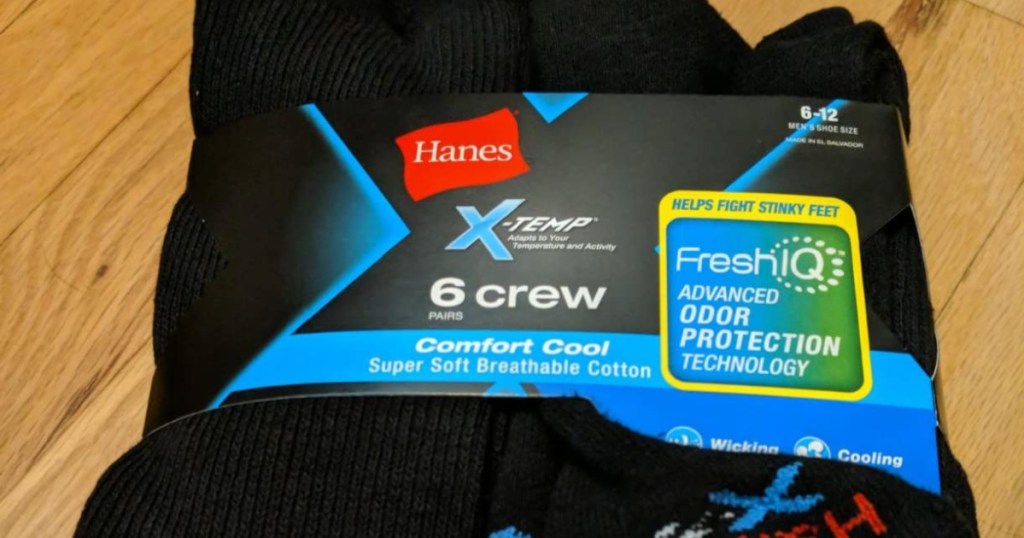 Hanes
6-12
MEN'S SHOE SIZE
MADE IN EL SALVADOR
X-TEMP
Adapts to Your
Temperature and Activity
6 crew
PAIRS
Comfort Cool
Super Soft Breathable Cotton
HELPS FIGHT STINKY FEET
FreshIQ
ADVANCED
ODOR
PROTECTION
TECHNOLOGY
Wicking
Cooling